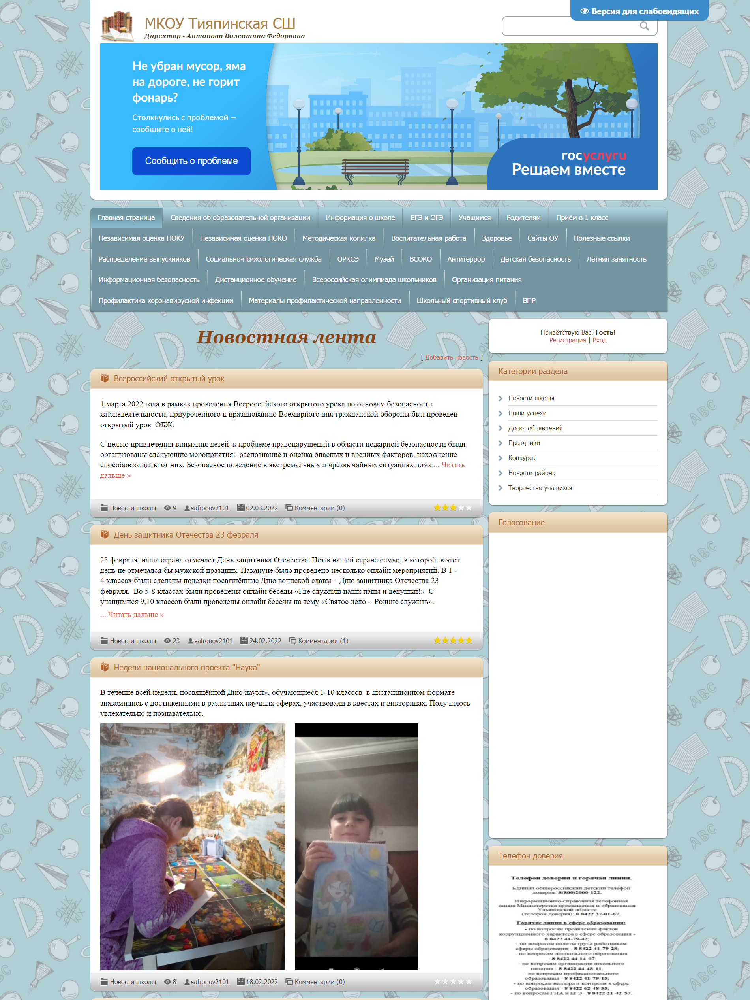 Версия для слабовидящих
МКОУ Тияпинская СШ
Директор - Антонова Валентина Фёдоровна
Не убран мусор, яма
на дороге, не горит
фонарь?
Столкнулись с проблемой —
сообщите о ней!
Сообщить о проблеме
госуслуги
Решаем вместе
Главная страница Сведения об образовательной организации Информация о школе ЕГЭ и ОГЭ Учащимся Родителям Приём в 1 класс
Независимая оценка НОКУ Независимая оценка НОКО Методическая копилка Воспитательная работа Здоровье Сайты ОУ Полезные ссылки
Распределение выпускников Социально-психологическая служба ОРКСЭ Музей ВСОКО Антитеррор Детская безопасность Летняя занятность
Информационная безопасность Дистанционное обучение Всероссийская олимпиада школьников Организация питания
Профилактика коронавирусной инфекции Материалы профилактической направленности Школьный спортивный клуб ВПР
Новостная лента
[ Добавить новость ]
Всероссийский открытый урок
1 марта 2022 года в рамках проведения Всероссийского открытого урока по основам безопасности
жизнедеятельности, приуроченного к празднованию Всемирного дня гражданской обороны был проведен
открытый урок  ОБЖ.
С целью привлечения внимания детей  к проблеме правонарушений в области пожарной безопасности были
организованы следующие мероприятия:  распознание и оценка опасных и вредных факторов, нахождение
способов защиты от них. Безопасное поведение в экстремальных и чрезвычайных ситуациях дома ... Читать
дальше »
Новости школы 9 safronov2101 02.03.2022 Комментарии (0)
День защитника Отечества 23 февраля
23 февраля, наша страна отмечает День защитника Отечества. Нет в нашей стране семьи, в которой  в этот
день не отмечался бы мужской праздник. Накануне было проведено несколько онлайн мероприятий. В 1 -
4 классах были сделаны поделки посвящённые Дню воинской славы – Дню защитника Отечества 23
февраля.  Во 5-8 классах были проведены онлайн беседы «Где служили наши папы и дедушки!»  С
учащимися 9,10 классов были проведены онлайн беседы на тему «Святое дело -  Родине служить».
... Читать дальше »
Новости школы 23 safronov2101 24.02.2022 Комментарии (1)
Недели национального проекта "Наука"
В течение всей недели, посвящённой Дню науки», обучающиеся 1-10 классов  в дистанционном формате
знакомились с достижениями в различных научных сферах, участвовали в квестах и викторинах. Получилось
увлекательно и познавательно.
Новости школы 8 safronov2101 18.02.2022 Комментарии (0)
Приветствую Вас, Гость!
Регистрация | Вход
Категории раздела
Новости школы
Наши успехи
Доска объявлений
Праздники
Конкурсы
Новости района
Творчество учащихся
Голосование
Телефон доверия
Телефон доверия и горячая линия.
Единый общероссийский детский телефон
доверия: 8(800)2000-122.
Информационно-справочная телефонная
линия Министерства просвещения и образования
Ульяновской области
(телефон доверия): 8 8422 37-01-67.
Горячие линии в сфере образования:
- по вопросам проявлений фактов
коррупционного характера в сфере образования -
8 8422 41-79-42;
- по вопросам оплаты труда работникам
сферы образования - 8 8422 41-79-28;
- по вопросам дошкольного образования
- 8 8422 44-14-07;
- по вопросам организации школьного
питания - 8 8422 44-48-11;
- по вопросам профессионального
образования - 8 8422 41-79-15;
- по вопросам надзора и контроля в сфере
образования - 8 8422 62-48-55;
- по вопросам ГИА и ЕГЭ - 8 8422 21-42-57.